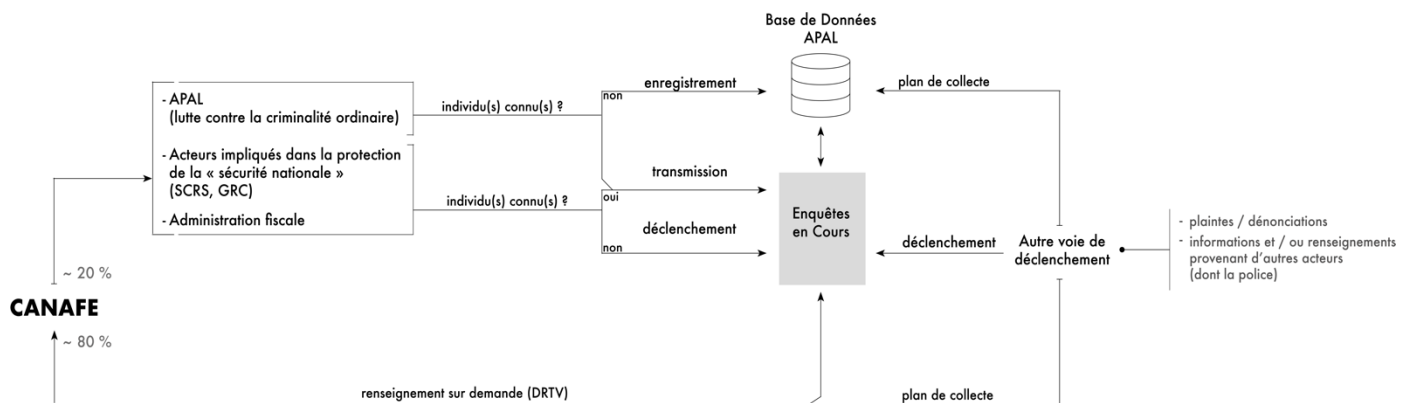 Base de Données
APAL
- APAL
(lutte contre la criminalité ordinaire)
- Acteurs impliqués dans la protection
de la « sécurité nationale »
(SCRS, GRC)
- Administration fiscale
individu(s) connu(s) ?
individu(s) connu(s) ?
enregistrement
non
transmission
oui
déclenchement
non
plan de collecte
Enquêtes
en Cours
déclenchement
Autre voie de
déclenchement
- plaintes / dénonciations
- informations et / ou renseignements
provenant d'autres acteurs
(dont la police)
~ 20 %
CANAFE
~ 80 %
renseignement sur demande (DRTV)
plan de collecte